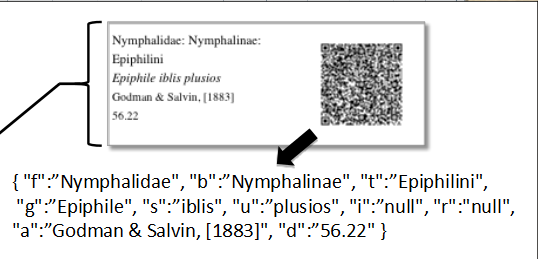 Nymphalidae: Nymphalinae:
Epiphilini
Epiphile iblis plusios
Godman & Salvin, [1883]
56.22
{ "f":”Nymphalidae", "b":”Nymphalinae", "t":”Epiphilini",
"g":”Epiphile", "s":”iblis", "u":”plusios", "i":”null", "r":"null",
"a":”Godman & Salvin, [1883]", "d":”56.22" }